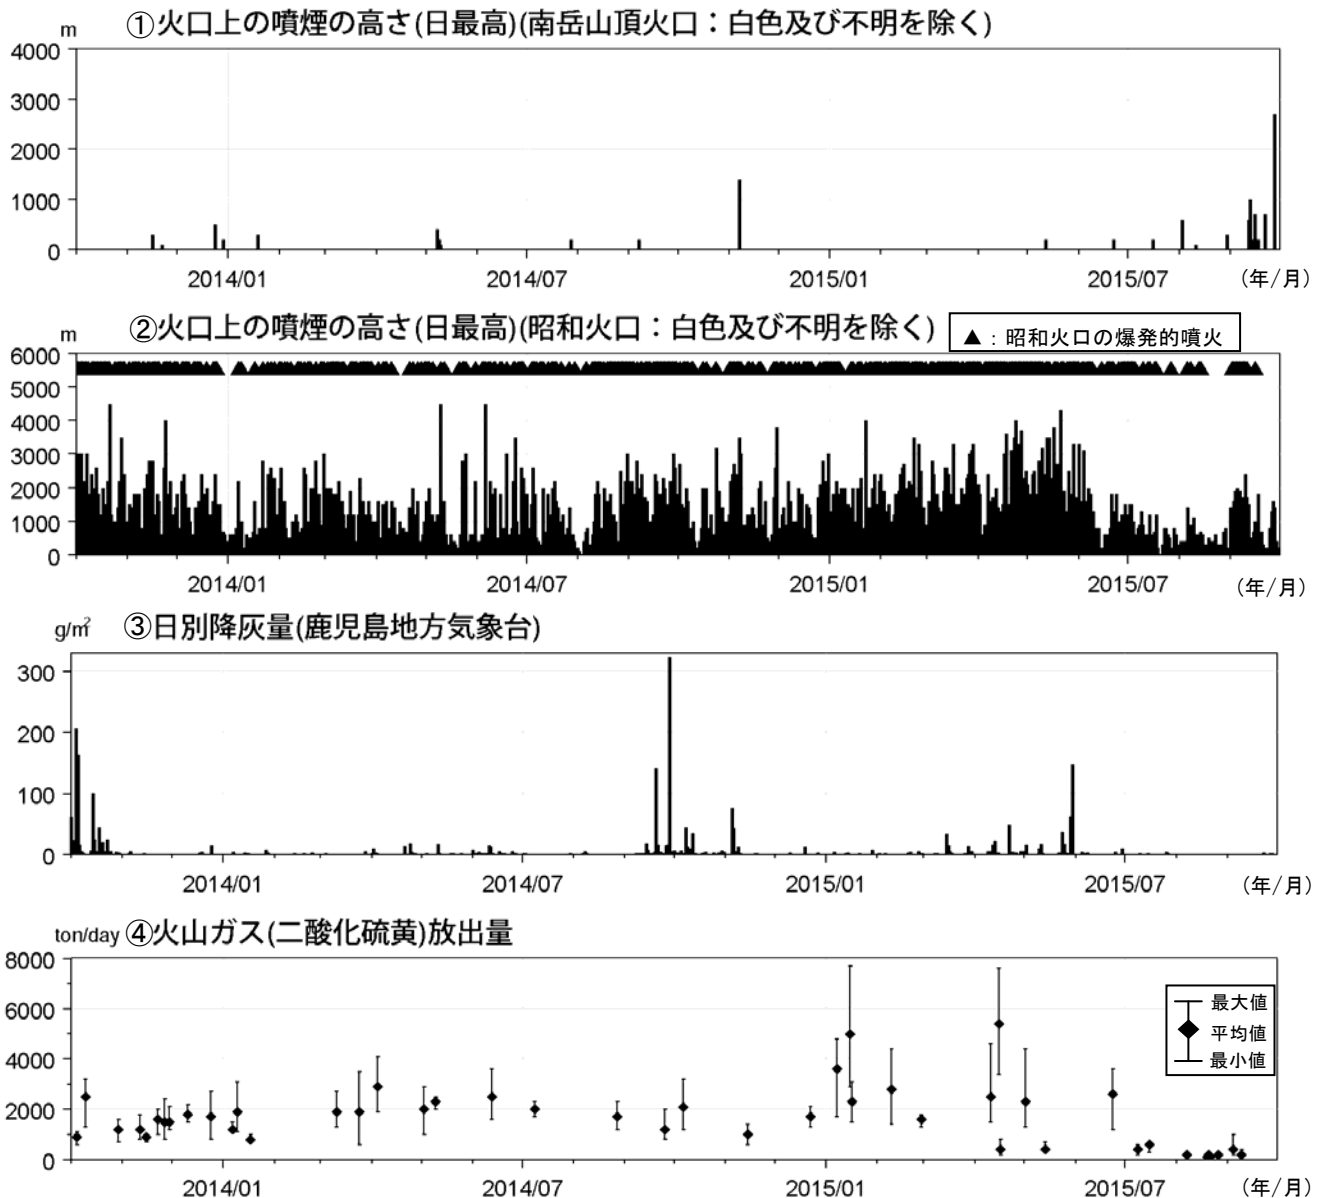 m ①火口上の噴煙の高さ(日最高)(南岳山頂火口：白色及び不明を除く)
4000
3000
2000
1000
0
2014/01 2014/07 2015/01 2015/07 (年/月)
m ②火口上の噴煙の高さ(日最高)(昭和火口：白色及び不明を除く)
▲：昭和火口の爆発的噴火
6000
5000
4000
3000
2000
1000
0
2014/01 2014/07 2015/01 2015/07 (年/月)
g/㎡ ③日別降灰量(鹿児島地方気象台)
300
200
100
0
2014/01 2014/07 2015/01 2015/07 (年/月)
ton/day ④火山ガス(二酸化硫黄)放出量
8000
6000
4000
2000
0
最大値
平均値
最小値
2014/01 2014/07 2015/01 2015/07 (年/月)